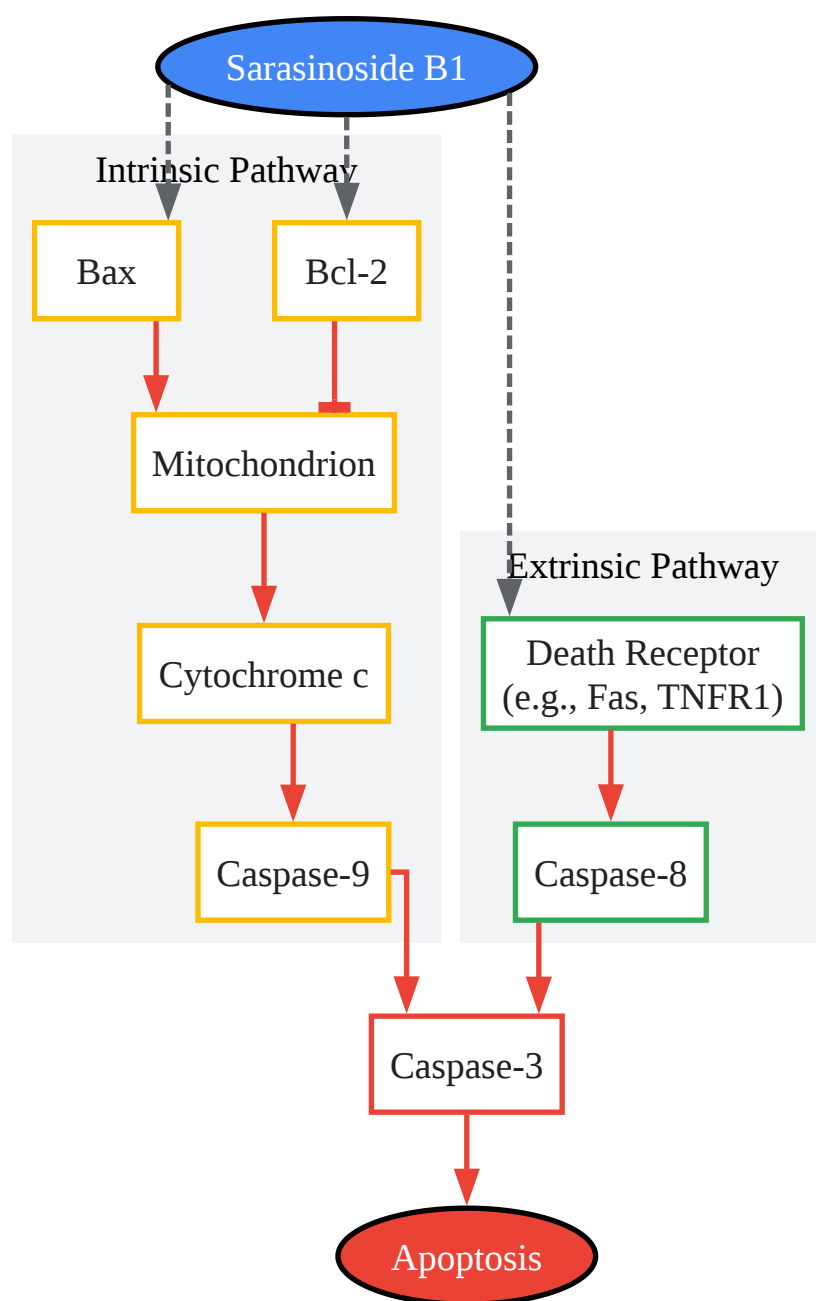 Sarasinoside B1
Intrinsic Pathway
Bax
Bcl-2
Mitochondrion
Cytochrome c
Caspase-9
Extrinsic Pathway
Death Receptor
(e.g., Fas, TNFR1)
Caspase-8
Caspase-3
Apoptosis